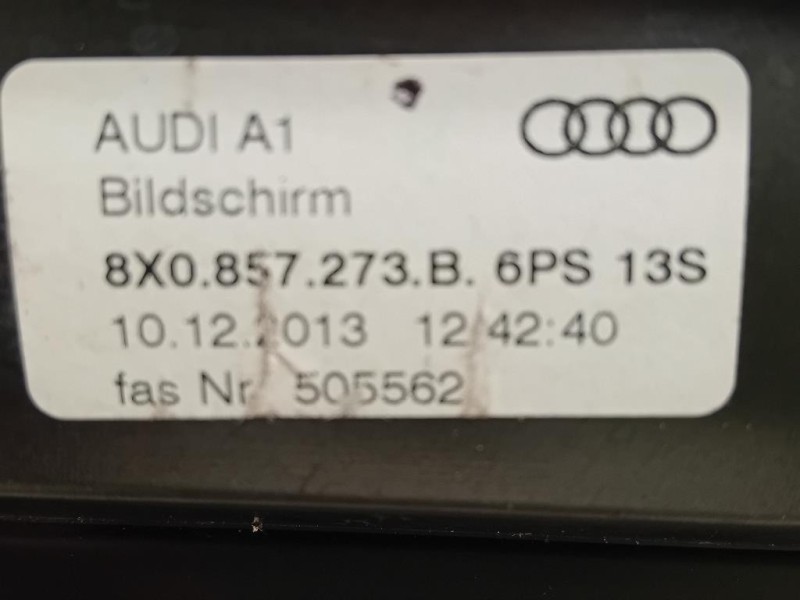 AUDI A1
Bildschirm
8X0.857.273.B. 6PS 13S
10.12.2013 12:42:40
fas Nr 505562